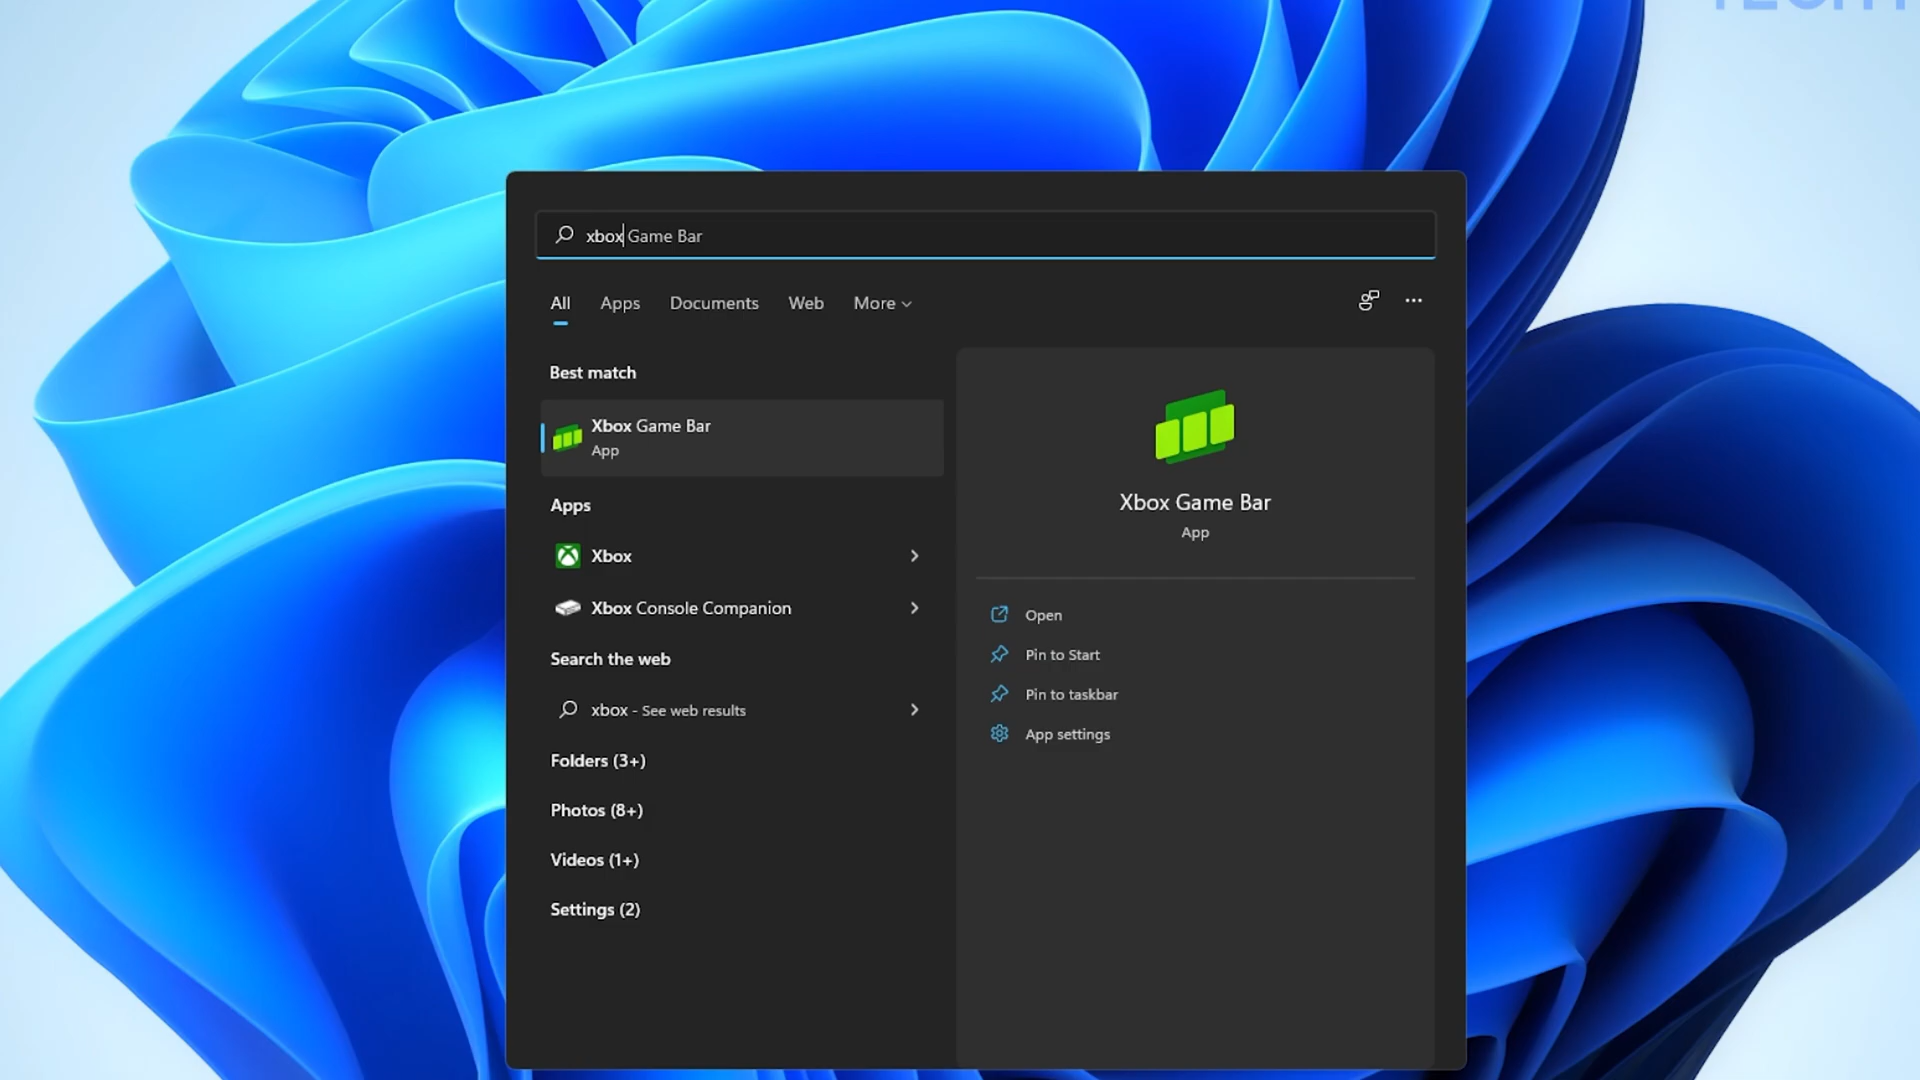 xbox Game Bar
All Apps Documents Web More
Best match
Xbox Game Bar
App
Apps
Xbox
Xbox Console Companion
Search the web
xbox - See web results
Folders (3+)
Photos (8+)
Videos (1+)
Settings (2)
Xbox Game Bar
App
Open
Pin to Start
Pin to taskbar
App settings